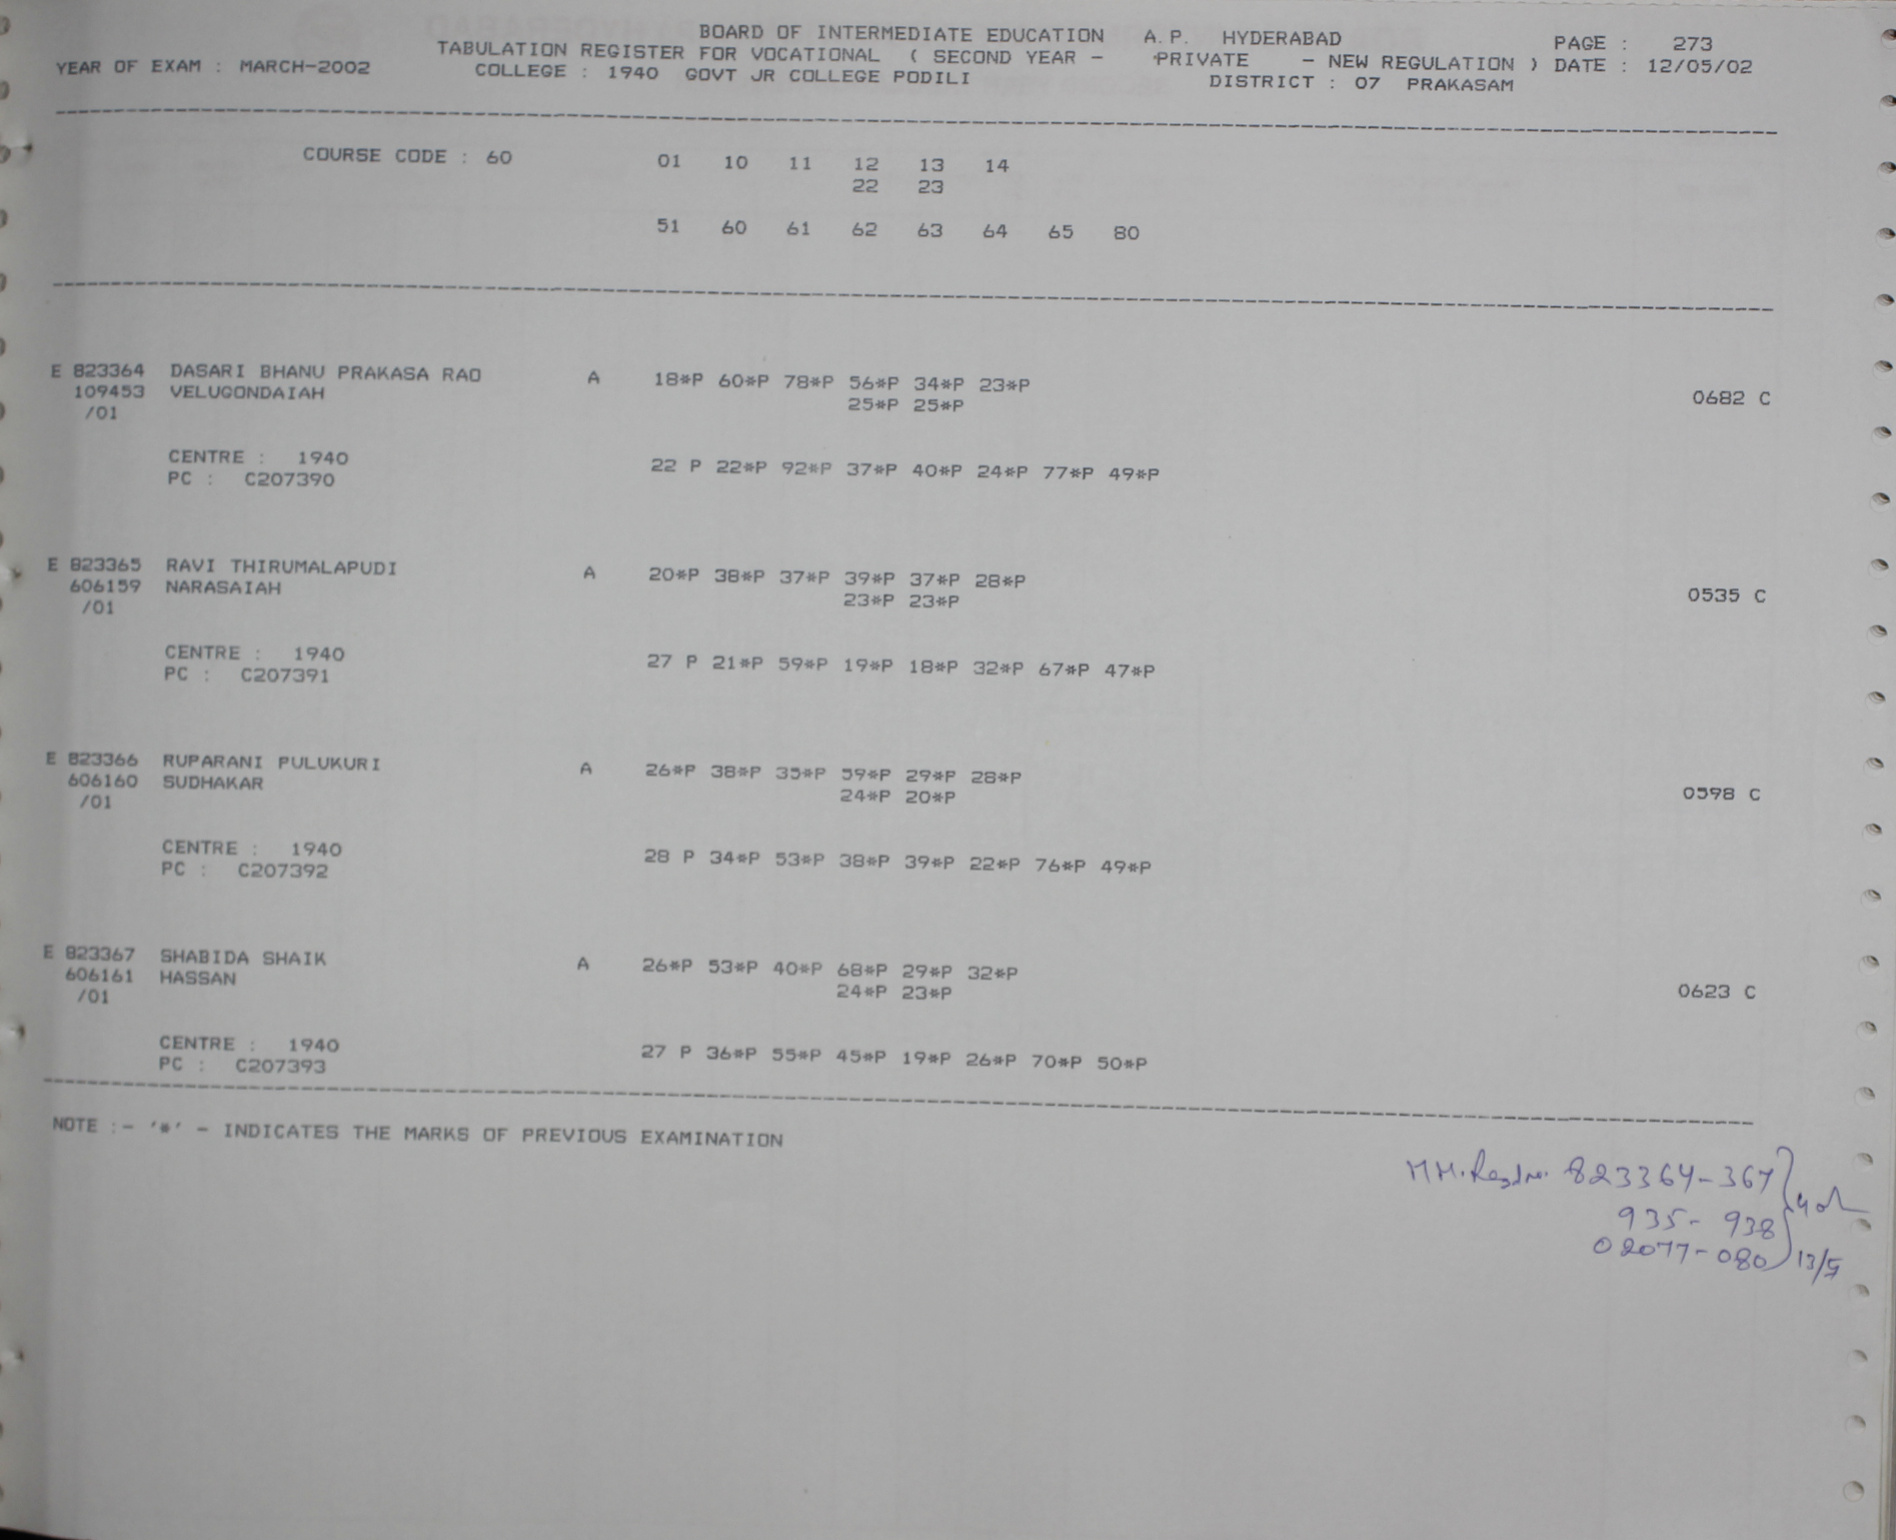 BOARD OF INTERMEDIATE EDUCATION A.P. HYDERABAD PAGE : 273
TABULATION REGISTER FOR VOCATIONAL ( SECOND YEAR - PRIVATE - NEW REGULATION ) DATE : 12/05/02
YEAR OF EXAM : MARCH-2002 COLLEGE : 1940 GOVT JR COLLEGE PODILI DISTRICT : 07 PRAKASAM
COURSE CODE : 60 01 10 11 12 13 14
22 23
51 60 61 62 63 64 65 80
E 823364 DASARI BHANU PRAKASA RAO A 18*P 60*P 78*P 56*P 34*P 23*P
109453 VELUGONDAIAH 25*P 25*P 0682 C
/01
CENTRE : 1940 22 P 22*P 92*P 37*P 40*P 24*P 77*P 49*P
PC : C207390
E 823365 RAVI THIRUMALAPUDI A 20*P 38*P 37*P 39*P 37*P 28*P
606159 NARASAIAH 23*P 23*P 0535 C
/01
CENTRE : 1940 27 P 21*P 59*P 19*P 18*P 32*P 67*P 47*P
PC : C207391
E 823366 RUPARANI PULUKURI A 26*P 38*P 35*P 59*P 29*P 28*P
606160 SUDHAKAR 24*P 20*P 0598 C
/01
CENTRE : 1940 28 P 34*P 53*P 38*P 39*P 22*P 76*P 49*P
PC : C207392
E 823367 SHABIDA SHAIK A 26*P 53*P 40*P 68*P 29*P 32*P
606161 HASSAN 24*P 23*P 0623 C
/01
CENTRE : 1940 27 P 36*P 55*P 45*P 19*P 26*P 70*P 50*P
PC : C207393
NOTE :- '*' - INDICATES THE MARKS OF PREVIOUS EXAMINATION
M M. Regdno. 823364-367
935- 938
02077-080 13/5